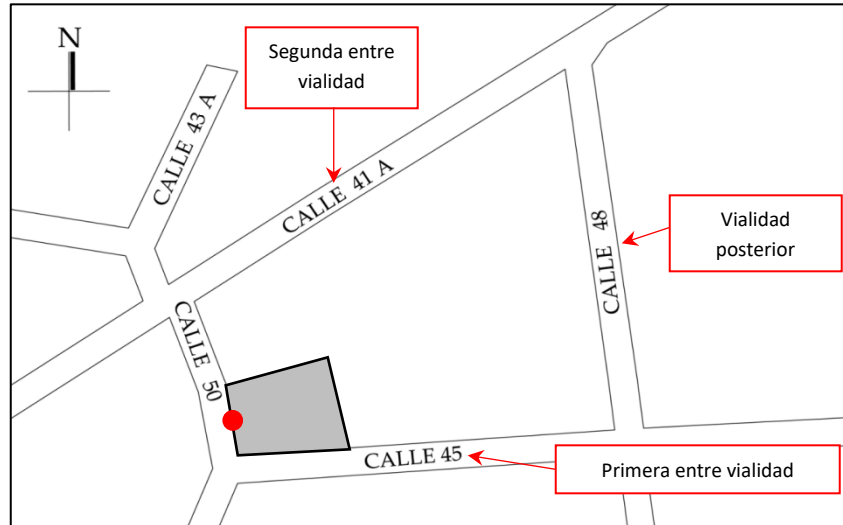 N
Segunda entre
vialidad
CALLE 43 A
CALLE 41 A
CALLE 48
Vialidad
posterior
CALLE 50
CALLE 45
Primera entre vialidad